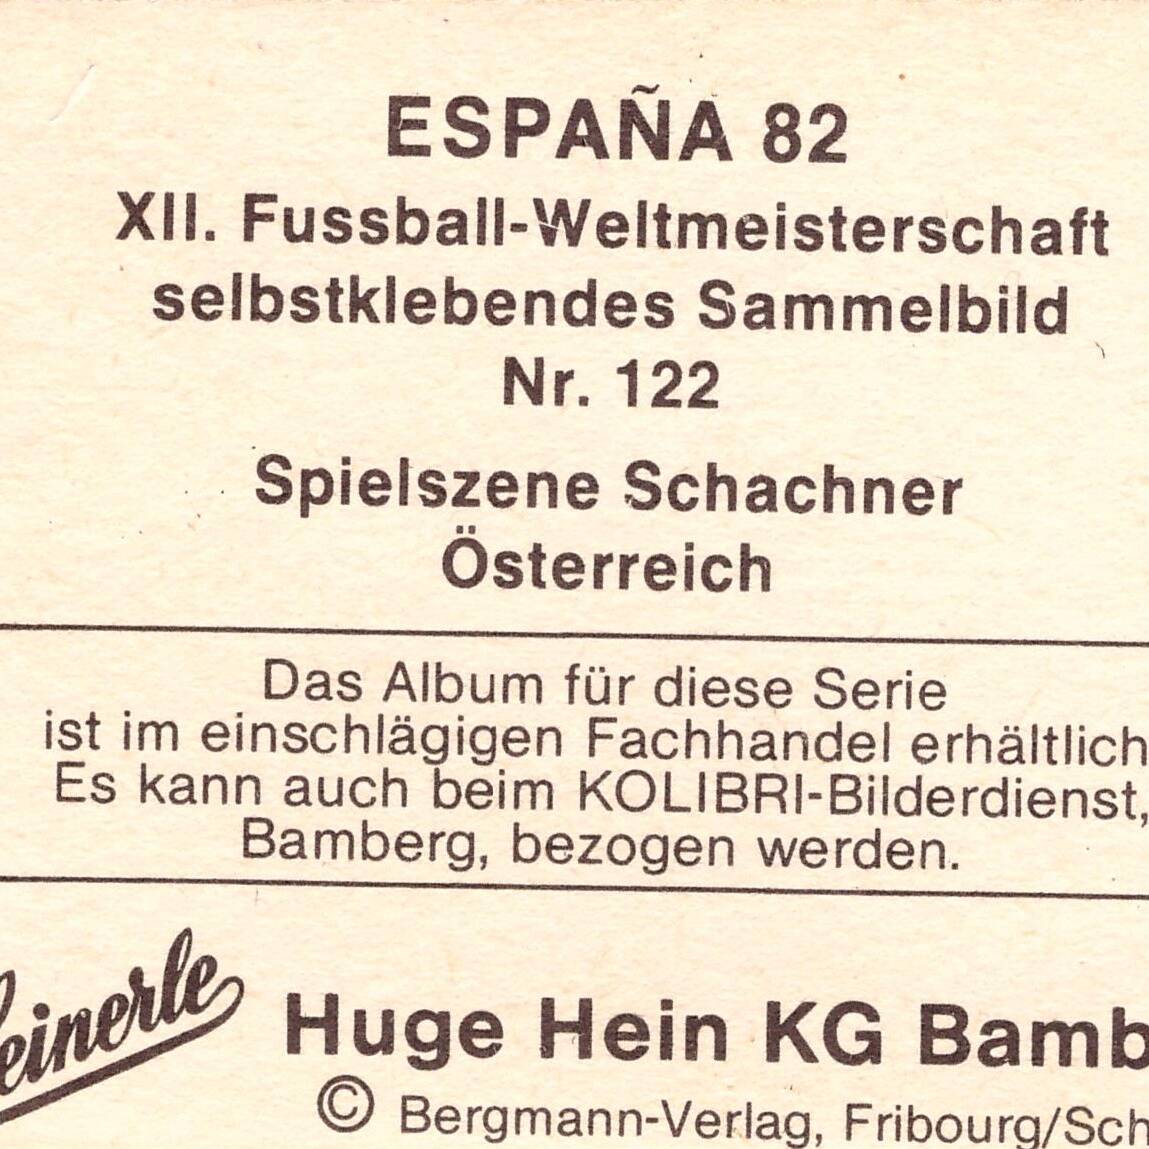 ESPAÑA 82
XII. Fussball-Weltmeisterschaft
selbstklebendes Sammelbild
Nr. 122
Spielszene Schachner
Österreich
Das Album für diese Serie
ist im einschlägigen Fachhandel erhältlich
Es kann auch beim KOLIBRI-Bilderdienst,
Bamberg, bezogen werden.
einerle
Huge Hein KG Bamb
© Bergmann-Verlag, Fribourg/Sch